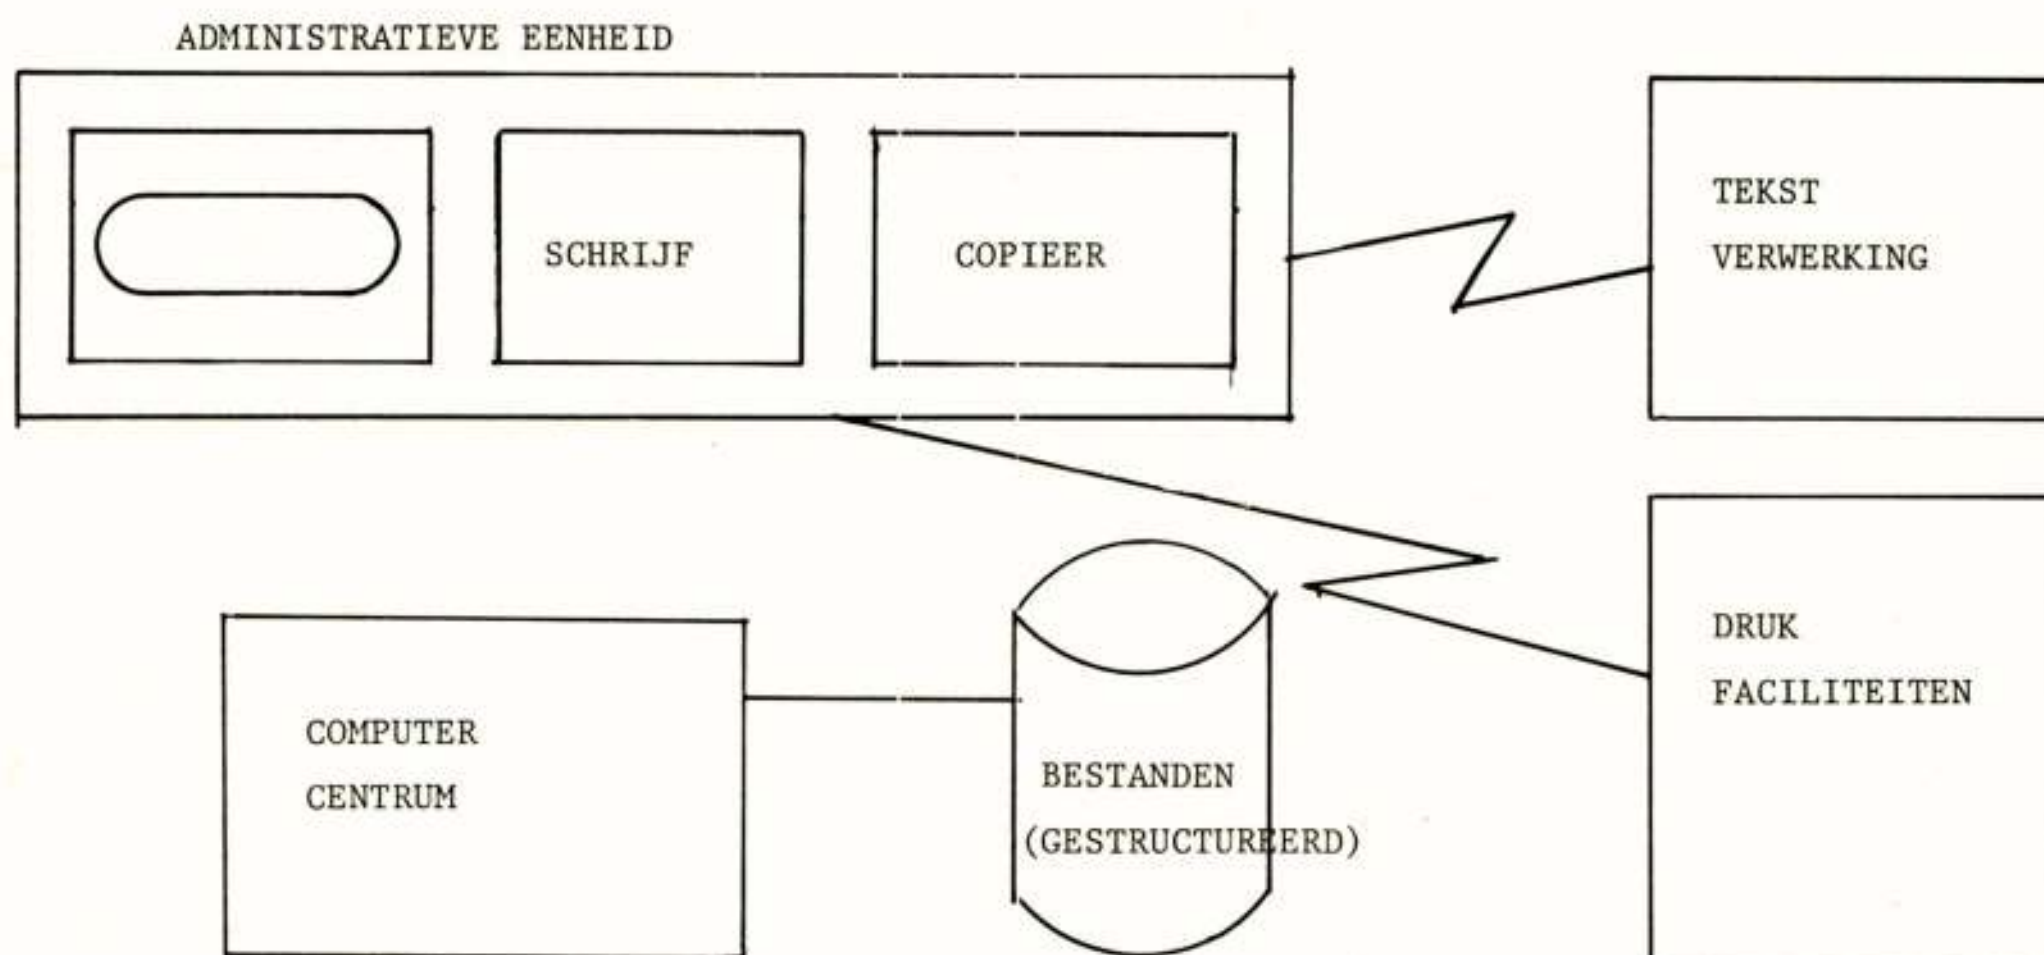 ADMINISTRATIEVE EENHEID
SCHRIJF
COPIEER
TEKST
VERWERKING
COMPUTER
CENTRUM
BESTANDEN
(GESTRUCTUREERD)
DRUK
FACILITEITEN